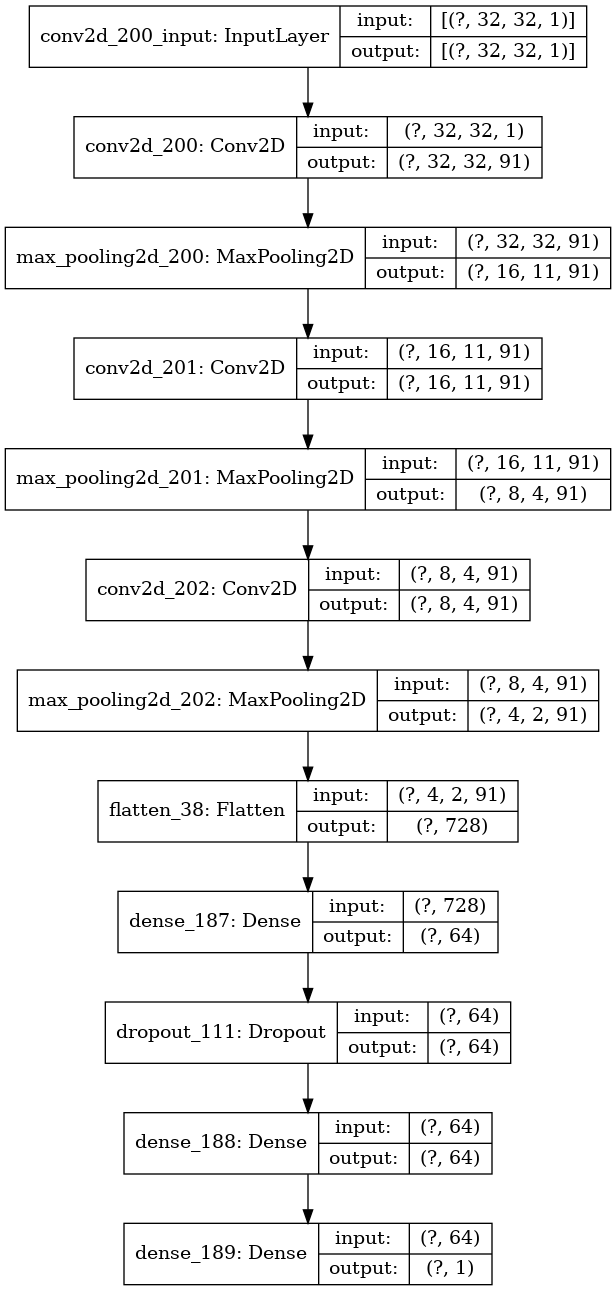 conv2d_200_input: InputLayer
input: [(?, 32, 32, 1)]
output: [(?, 32, 32, 1)]
conv2d_200: Conv2D
input: (?, 32, 32, 1)
output: (?, 32, 32, 91)
max_pooling2d_200: MaxPooling2D
input: (?, 32, 32, 91)
output: (?, 16, 11, 91)
conv2d_201: Conv2D
input: (?, 16, 11, 91)
output: (?, 16, 11, 91)
max_pooling2d_201: MaxPooling2D
input: (?, 16, 11, 91)
output: (?, 8, 4, 91)
conv2d_202: Conv2D
input: (?, 8, 4, 91)
output: (?, 8, 4, 91)
max_pooling2d_202: MaxPooling2D
input: (?, 8, 4, 91)
output: (?, 4, 2, 91)
flatten_38: Flatten
input: (?, 4, 2, 91)
output: (?, 728)
dense_187: Dense
input: (?, 728)
output: (?, 64)
dropout_111: Dropout
input: (?, 64)
output: (?, 64)
dense_188: Dense
input: (?, 64)
output: (?, 64)
dense_189: Dense
input: (?, 64)
output: (?, 1)